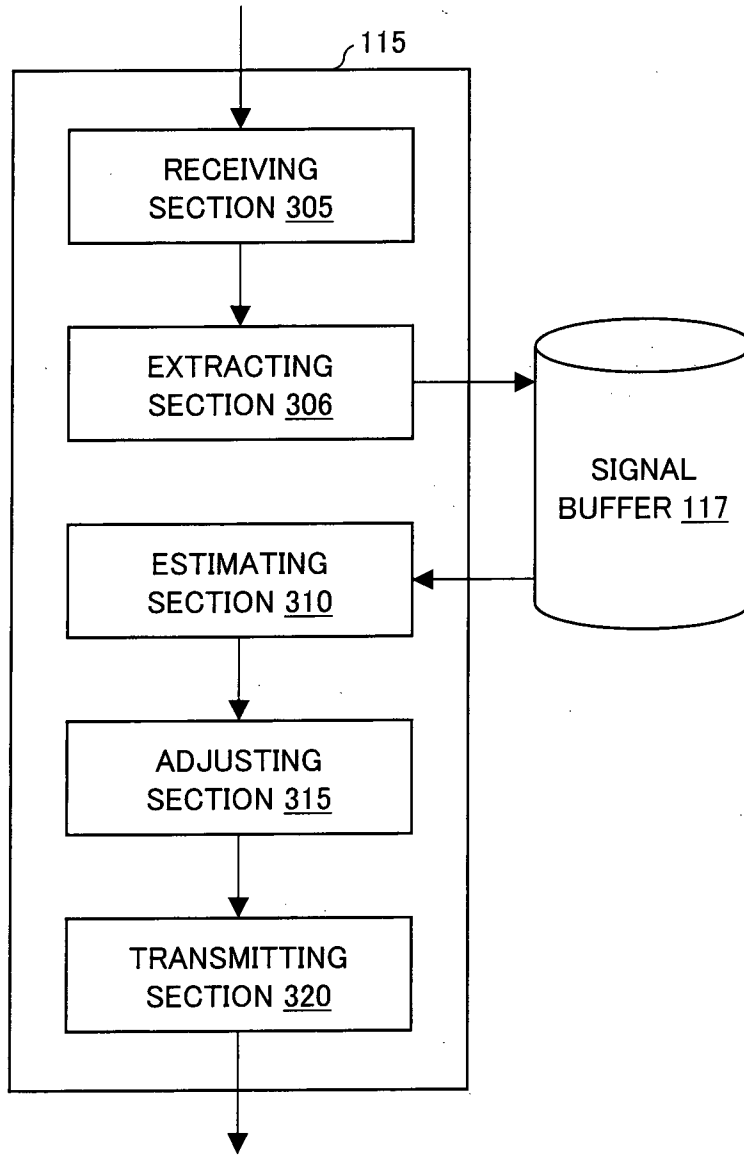 115
RECEIVING
SECTION 305
EXTRACTING
SECTION 306
SIGNAL
BUFFER 117
ESTIMATING
SECTION 310
ADJUSTING
SECTION 315
TRANSMITTING
SECTION 320